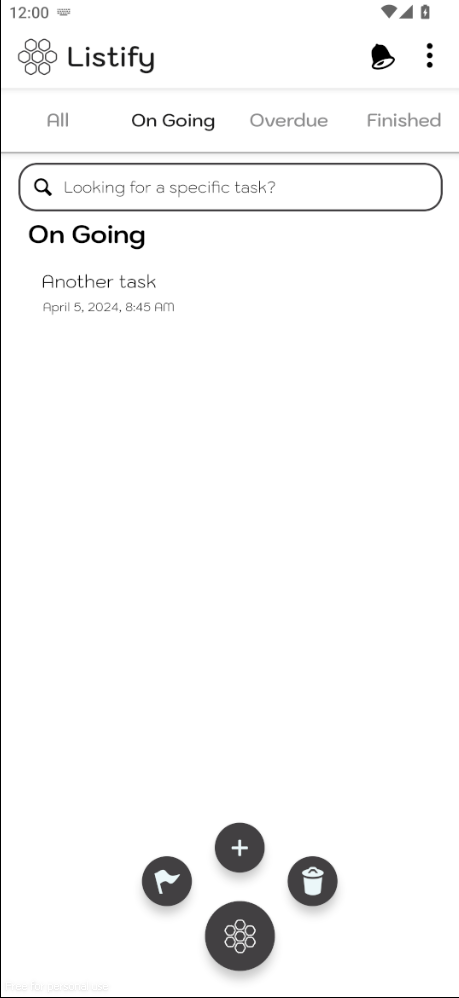 12:00
Listify
All On Going Overdue Finished
Looking for a specific task?
On Going
Another task
April 5, 2024, 8:45 AM
Free for personal use